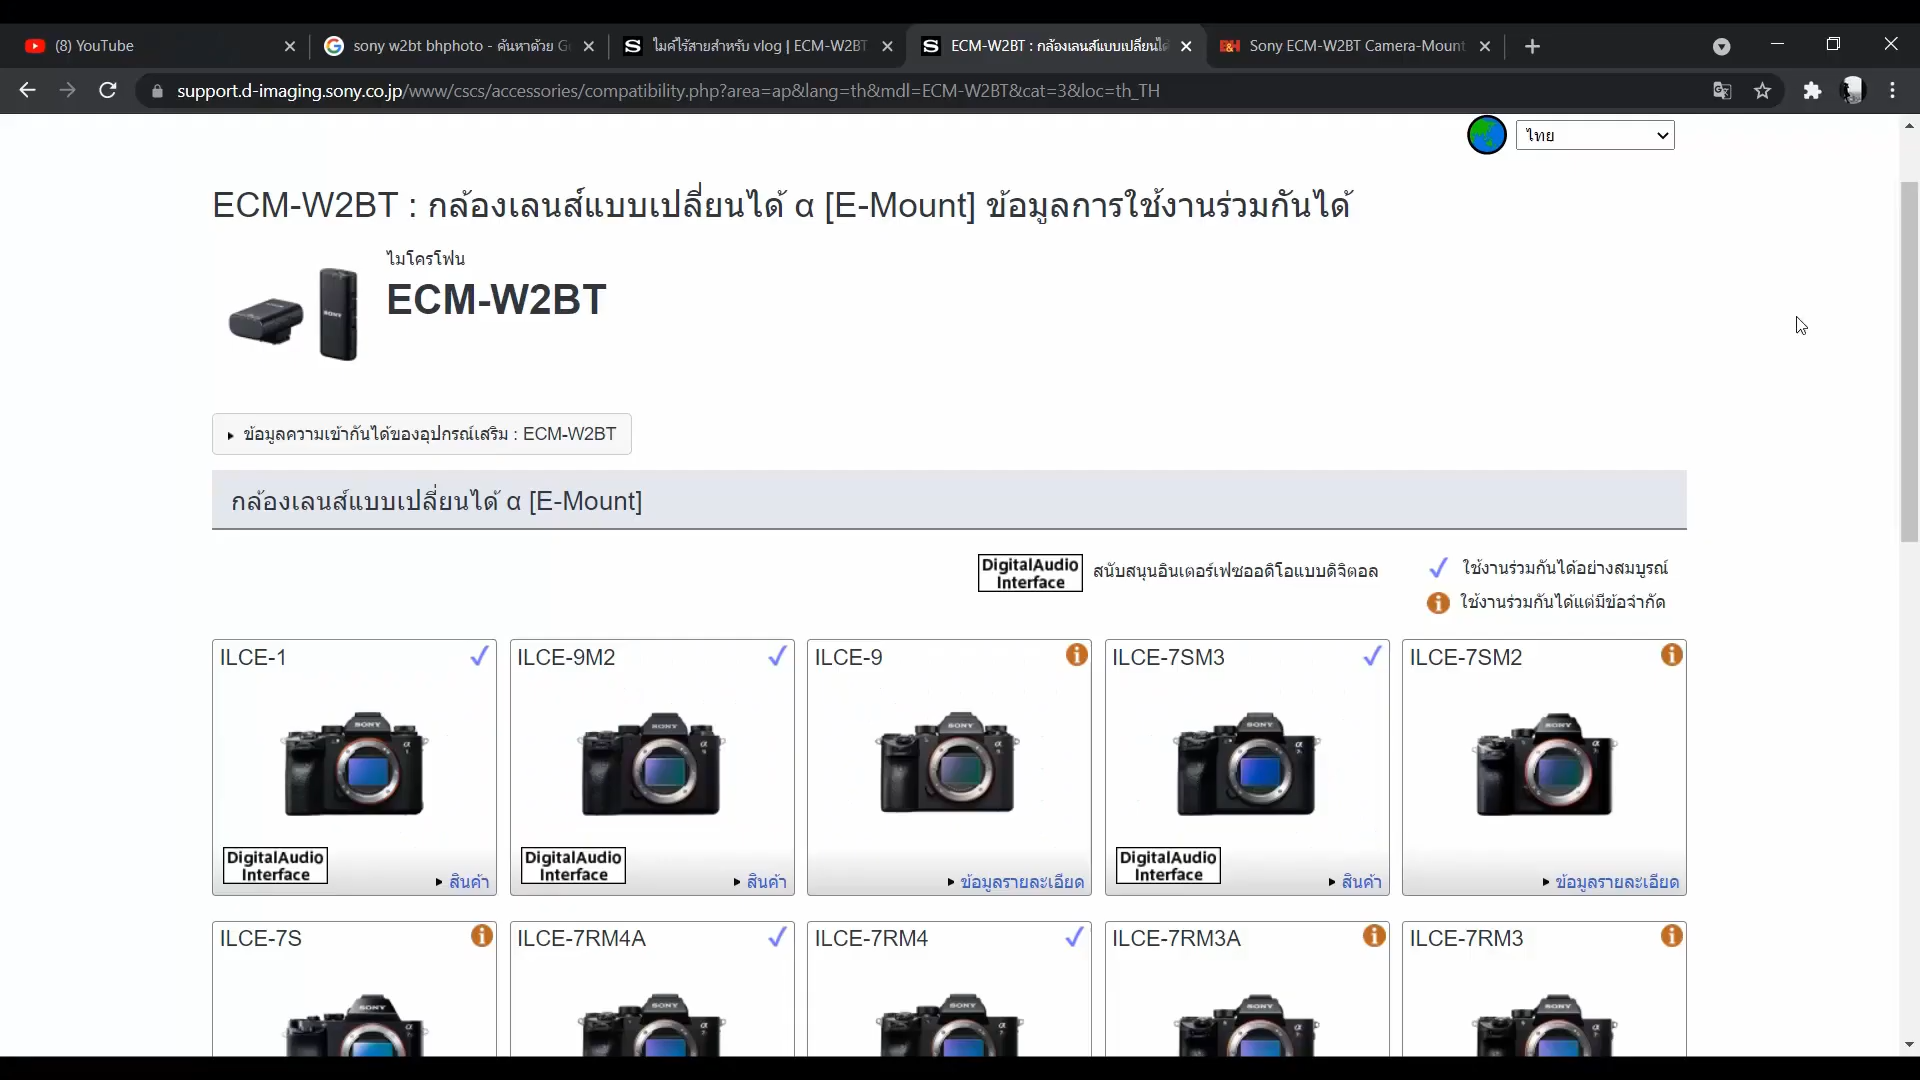 (8) YouTube
sony w2bt bhphoto - ค้นหาด้วย G
ไมค์ไร้สายสำหรับ vlog | ECM-W2BT
ECM-W2BT : กล้องเลนส์แบบเปลี่ยนได้
Sony ECM-W2BT Camera-Mount
support.d-imaging.sony.co.jp/www/cscs/accessories/compatibility.php?area=ap&lang=th&mdl=ECM-W2BT&cat=3&loc=th_TH
ไทย
ECM-W2BT : กล้องเลนส์แบบเปลี่ยนได้ α [E-Mount] ข้อมูลการใช้งานร่วมกันได้
ไมโครโฟน
ECM-W2BT
SONY
ข้อมูลความเข้ากันได้ของอุปกรณ์เสริม : ECM-W2BT
กล้องเลนส์แบบเปลี่ยนได้ α [E-Mount]
DigitalAudio
Interface
สนับสนุนอินเตอร์เฟซออดิโอแบบดิจิตอล
ใช้งานร่วมกันได้อย่างสมบูรณ์
ใช้งานร่วมกันได้แต่มีข้อจำกัด
ILCE-1
SONY
DigitalAudio
Interface
สินค้า
ILCE-9M2
SONY
DigitalAudio
Interface
สินค้า
ILCE-9
SONY
ข้อมูลรายละเอียด
ILCE-7SM3
SONY
DigitalAudio
Interface
สินค้า
ILCE-7SM2
SONY
ข้อมูลรายละเอียด
ILCE-7S
SONY
ILCE-7RM4A
SONY
ILCE-7RM4
SONY
ILCE-7RM3A
SONY
ILCE-7RM3
SONY